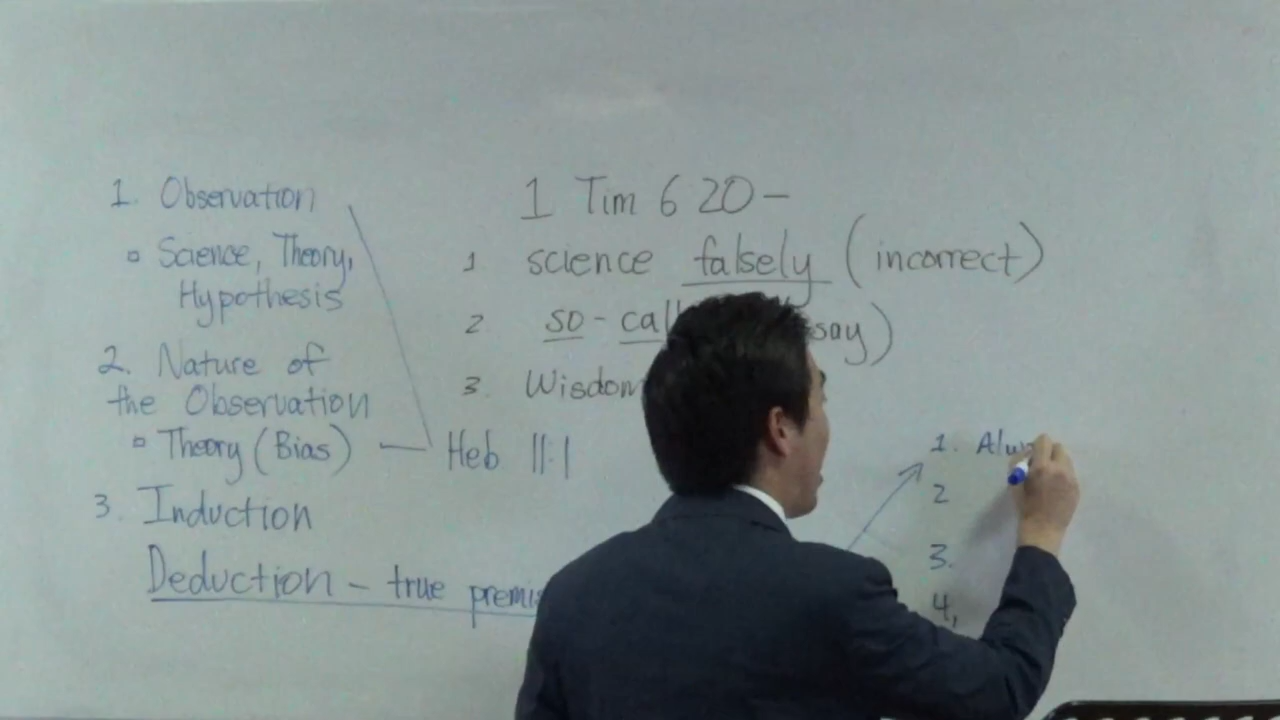 1. Observation
▫ Science, Theory,
Hypothesis
2. Nature of
the Observation
▫ Theory (Bias) — Heb 11:1
3. Induction
Deduction – true
1 Tim 6 20 –
1 science falsely (incorrect)
2 so - say)
3. Wisdom
1.
2
3.
4,